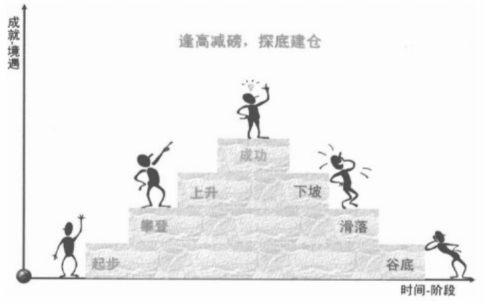 成就-境遇
逢高减磅，探底建仓
成功
上升
下坡
攀登
滑落
起步
谷底
时间-阶段